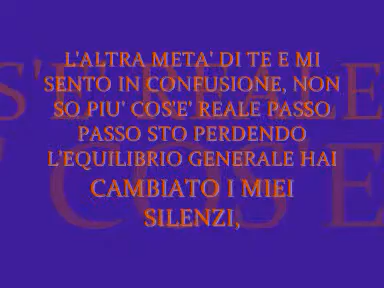 L'ALTRA META' DI TE E MI
SENTO IN CONFUSIONE, NON
SO PIU' COS'E' REALE PASSO
PASSO STO PERDENDO
L'EQUILIBRIO GENERALE HAI
CAMBIATO I MIEI
SILENZI,